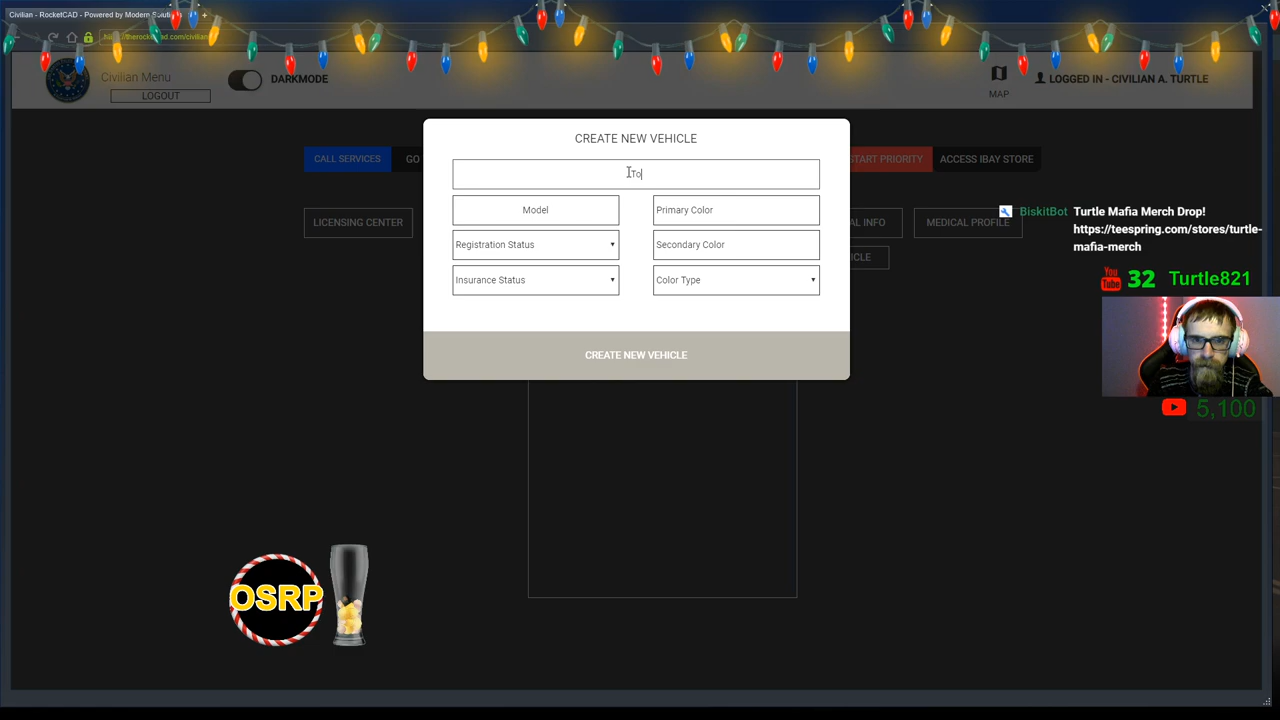 Civilian - RocketCAD - Powered by Modern
Civilian Menu
LOGOUT
DARKMODE
MAP
LOGGED IN - CIVILIAN A. TURTLE
CREATE NEW VEHICLE
To
Model
Primary Color
Registration Status
Secondary Color
Insurance Status
Color Type
CREATE NEW VEHICLE
CALL SERVICES
GO
START PRIORITY
ACCESS IBAY STORE
LICENSING CENTER
AL INFO
MEDICAL PROFILE
BiskitBot Turtle Mafia Merch Drop!
https://teespring.com/stores/turtle-
mafia-merch
You
Tube
32 Turtle821
5,100
OSRP